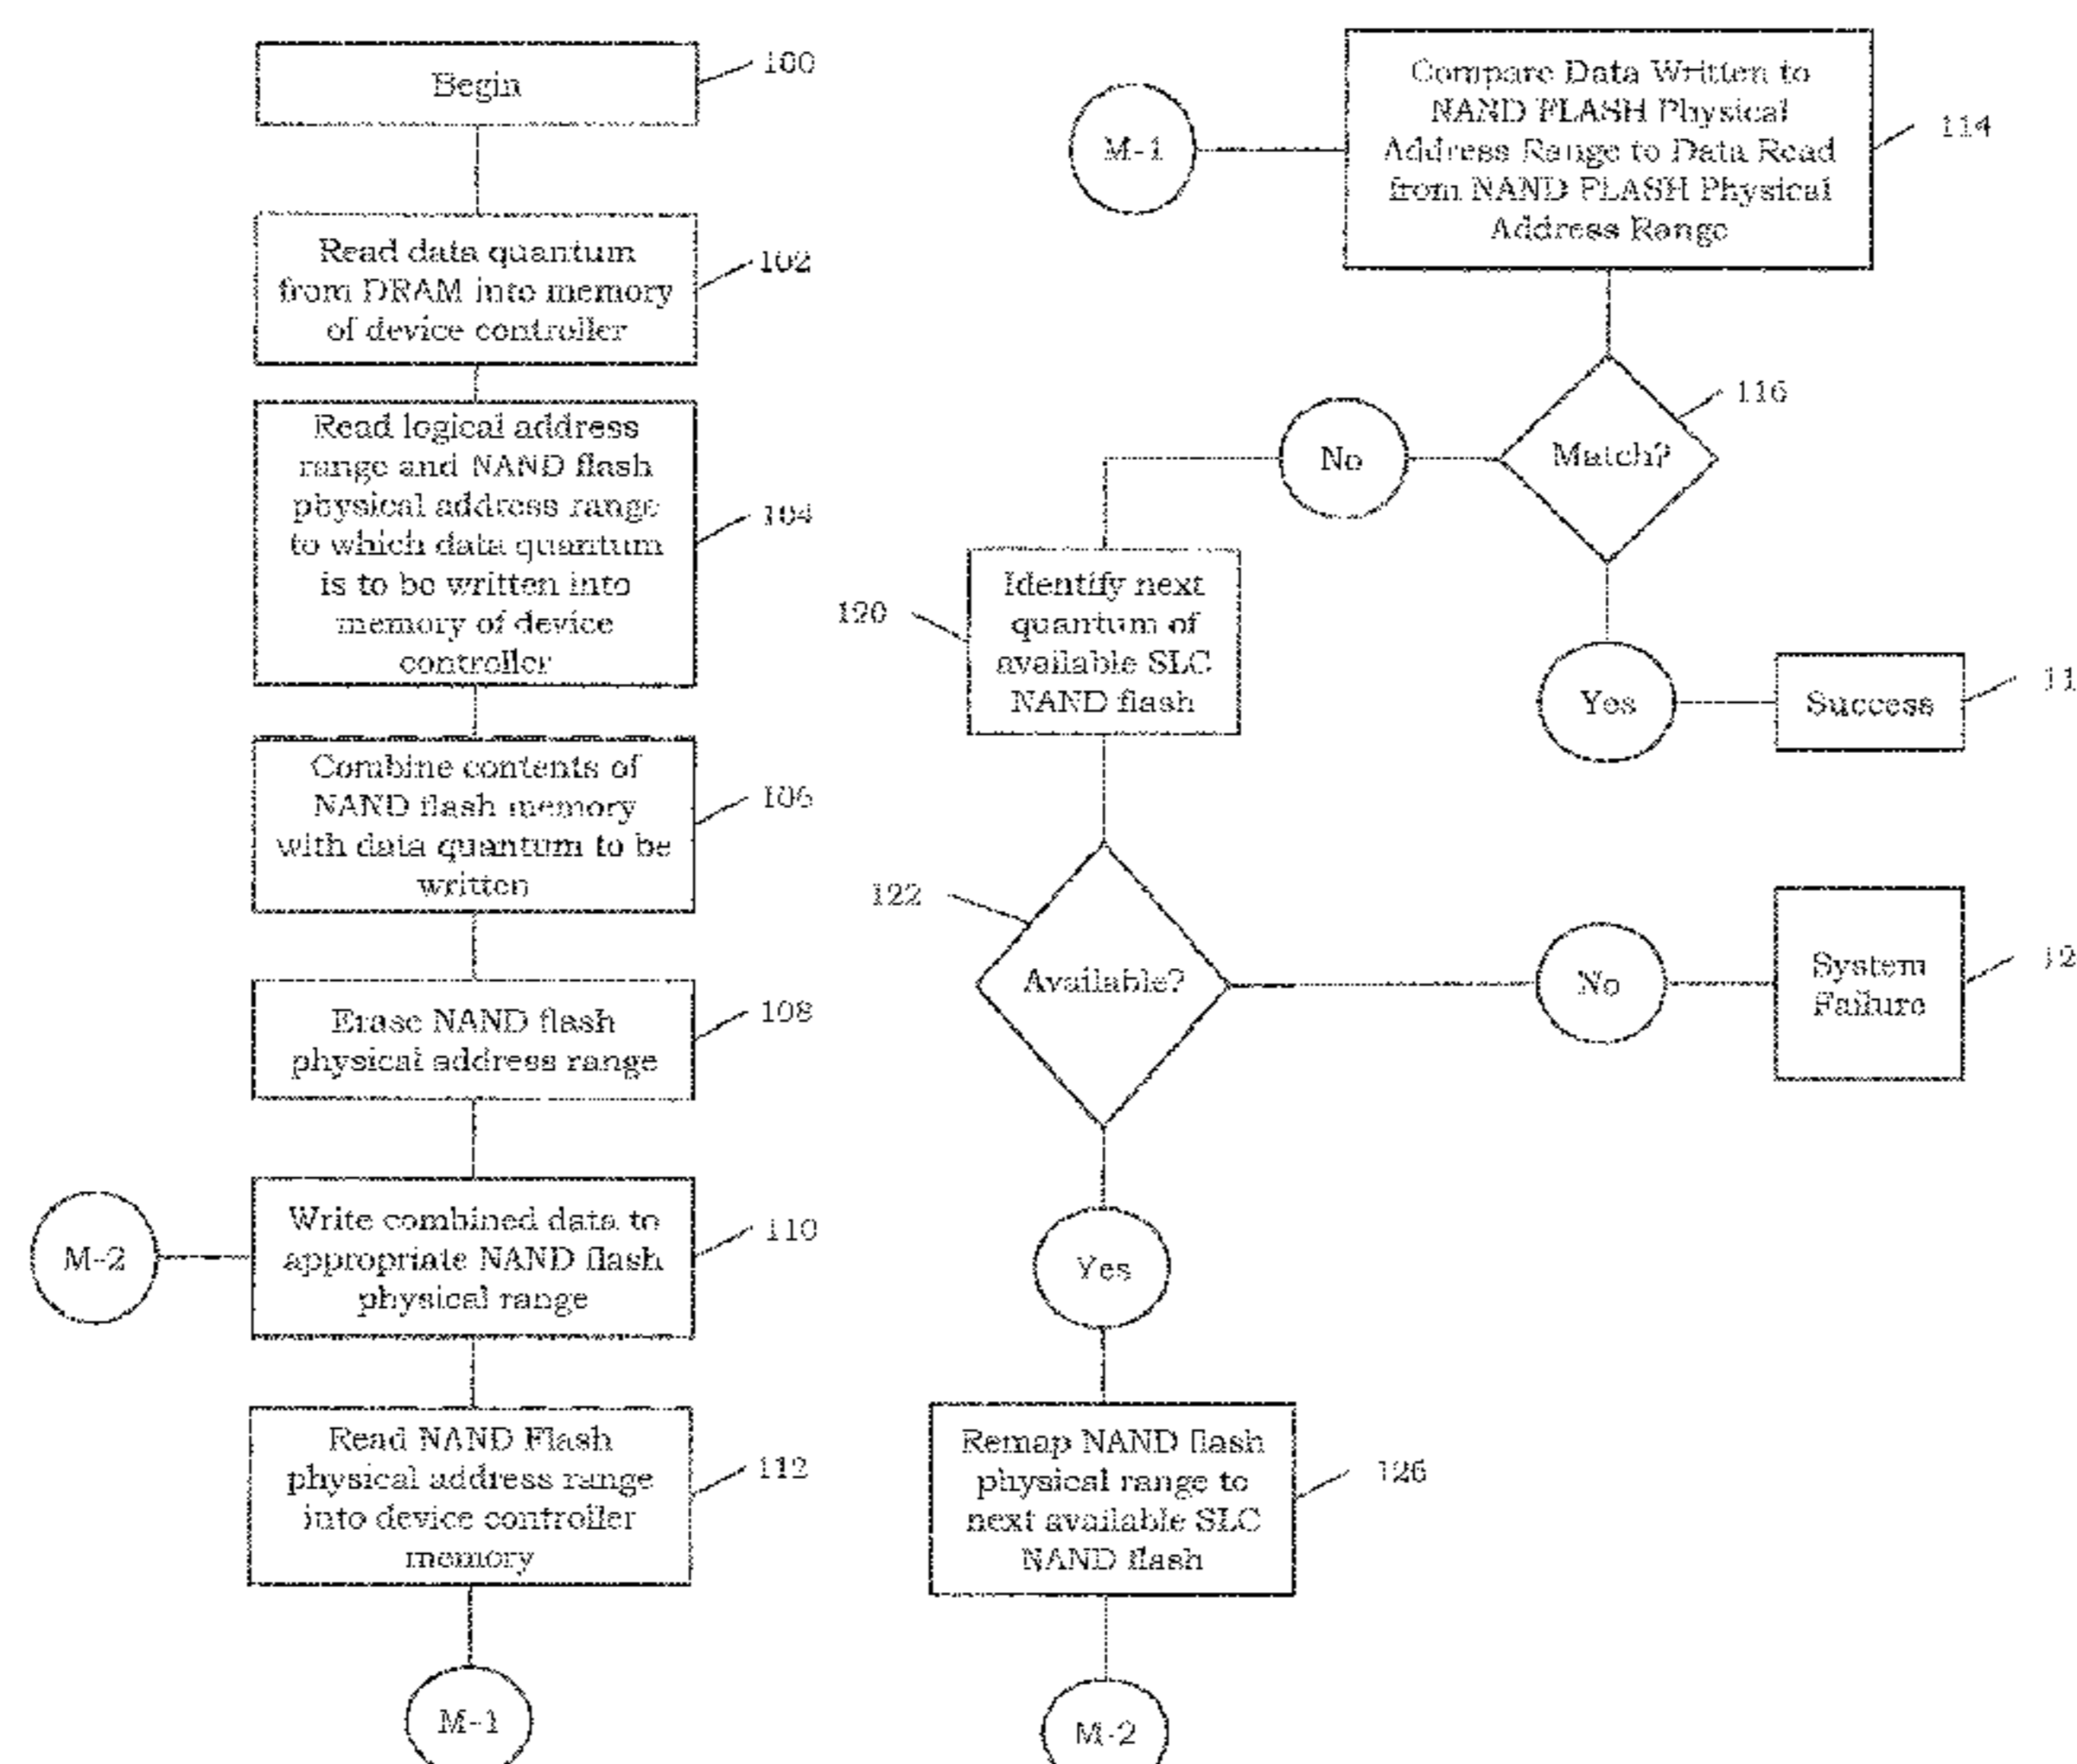 Begin
100
Read data quantum
from DRAM into memory
of device controller
102
Read logical address
range and NAND flash
physical address range
to which data quantum
is to be written into
memory of device
controller
104
Combine contents of
NAND flash memory
with data quantum to be
written
106
Erase NAND flash
physical address range
108
M-2
Write combined data to
appropriate NAND flash
physical range
110
Read NAND Flash
physical address range
into device controller
memory
112
M-1
M-1
Compare Data Written to
NAND FLASH Physical
Address Range to Data Read
from NAND FLASH Physical
Address Range
114
Match?
116
No
Yes
Success
11
Identify next
quantum of
available SLC
NAND flash
120
Available?
122
No
System
Failure
12
Yes
Remap NAND flash
physical range to
next available SLC
NAND flash
126
M-2